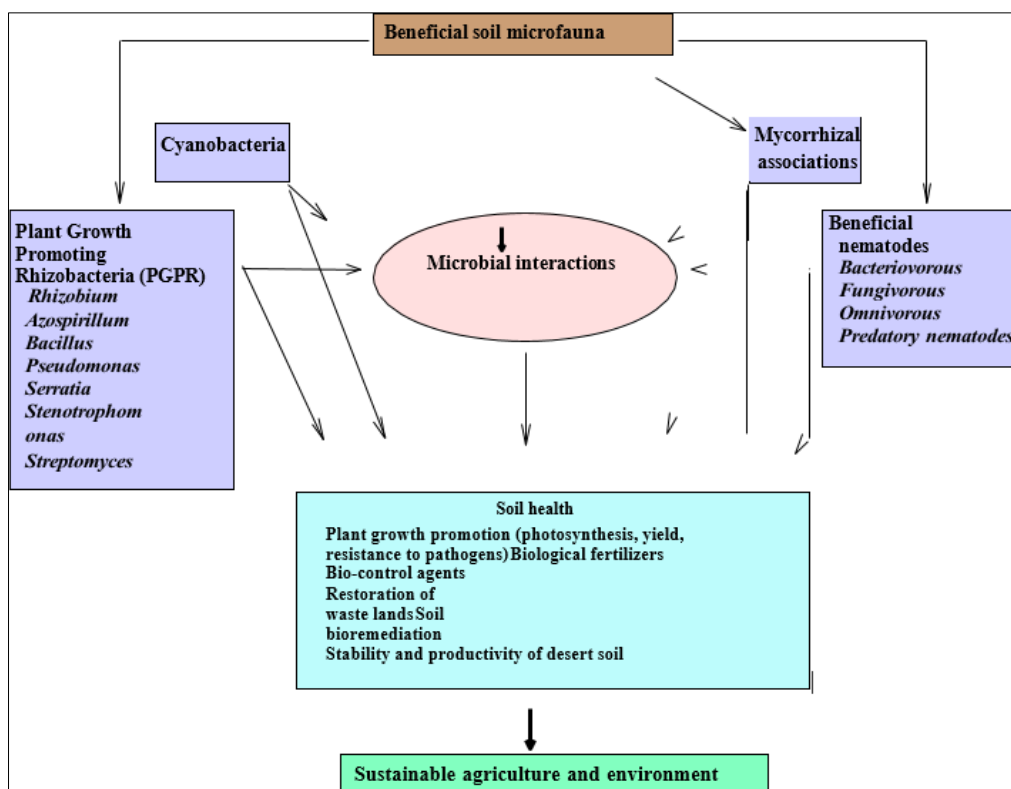 Beneficial soil microfauna
Cyanobacteria
Mycorrhizal
associations
Plant Growth
Promoting
Rhizobacteria (PGPR)
Rhizobium
Azospirillum
Bacillus
Pseudomonas
Serratia
Stenotrophom
onas
Streptomyces
Microbial interactions
Beneficial
nematodes
Bacteriovorous
Fungivorous
Omnivorous
Predatory nematodes
Soil health
Plant growth promotion (photosynthesis, yield,
resistance to pathogens)Biological fertilizers
Bio-control agents
Restoration of
waste landsSoil
bioremediation
Stability and productivity of desert soil
Sustainable agriculture and environment